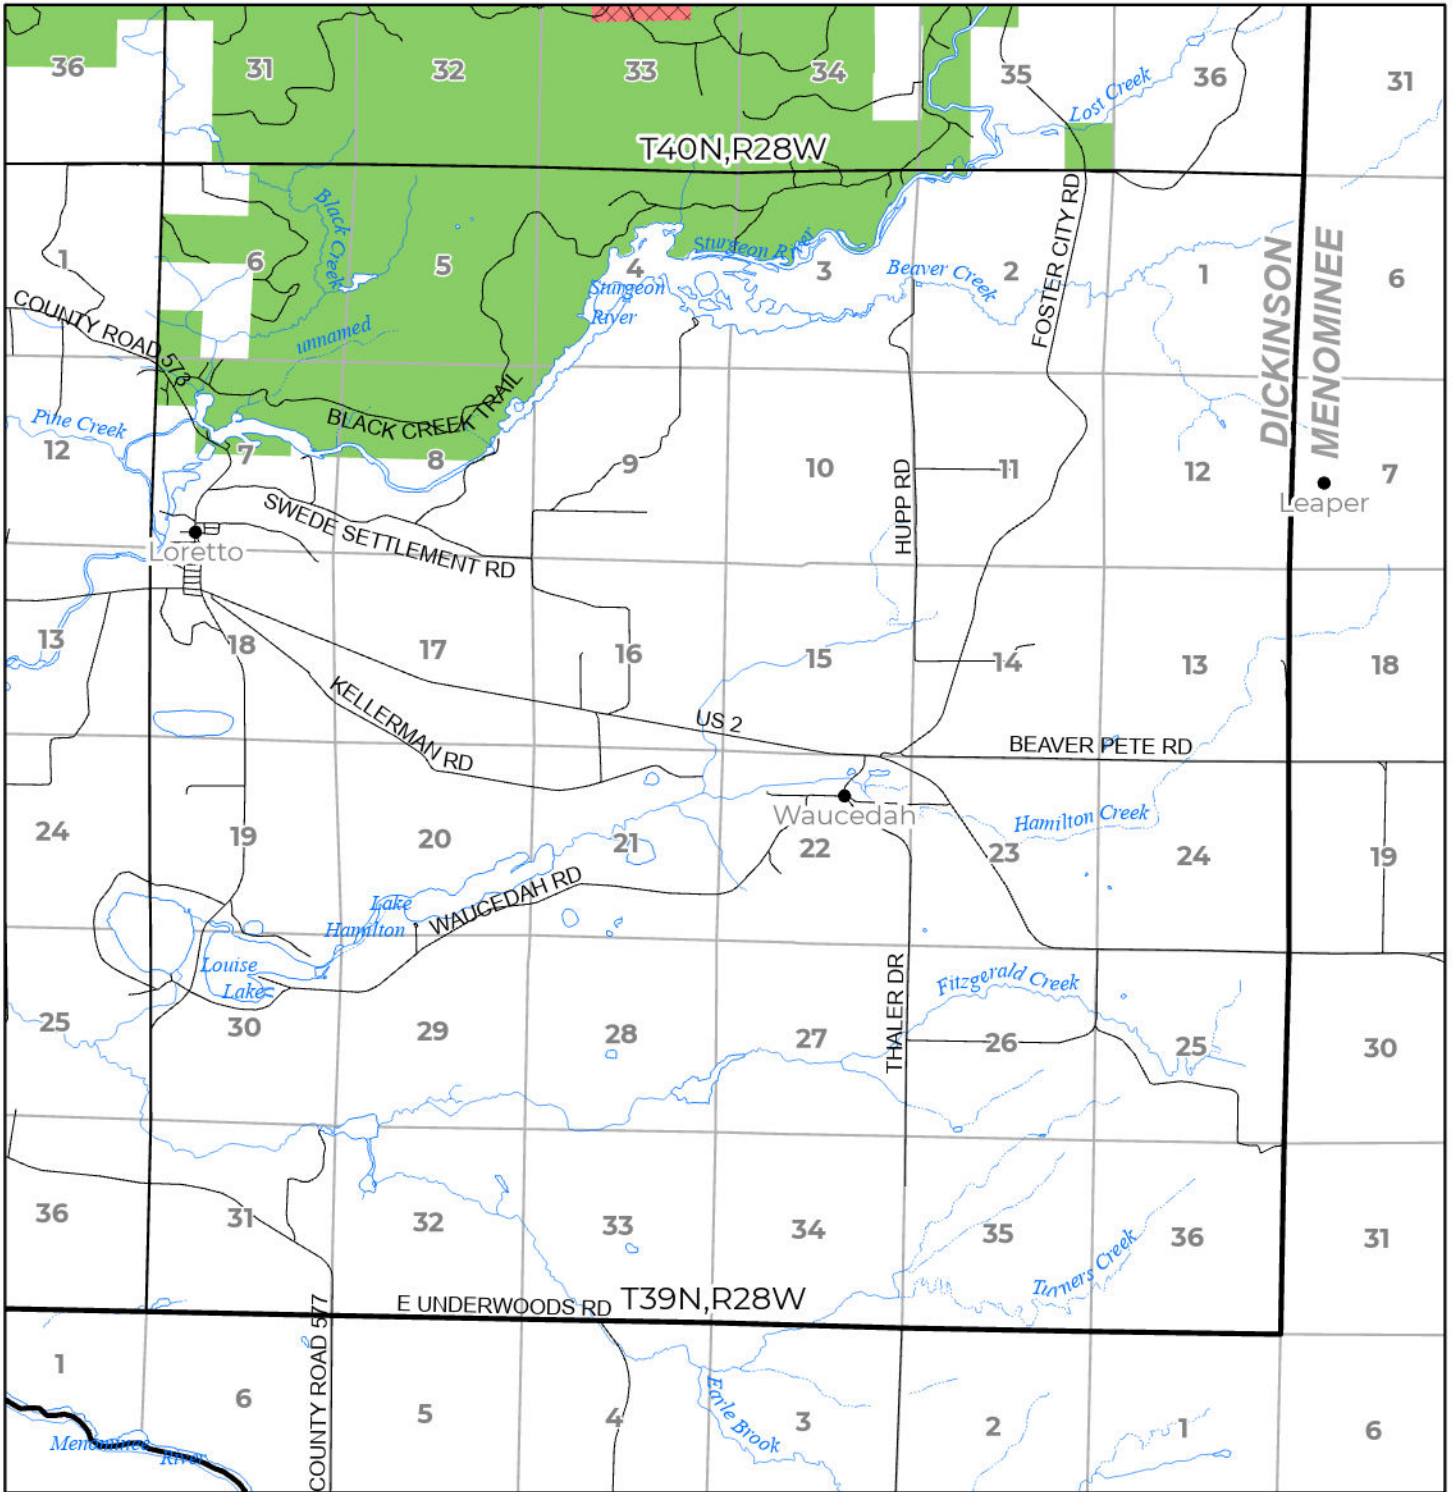 36
31
32
33
34
35
36
31
Lost Creek
T40N,R28W
1
6
Black Creek
5
4
Sturgeon River
3
Beaver Creek
2
FOSTER CITY RD
1
DICKINSON
MENOMINEE
6
Sturgeon
River
COUNTY ROAD 573
unnamed
BLACK CREEK TRAIL
Pine Creek
12
7
8
9
10
HUPP RD
11
12
7
Leaper
SWEDE SETTLEMENT RD
Loretto
13
18
17
16
15
14
13
18
KELLERMAN RD
US 2
BEAVER PETE RD
Waucedah
Hamilton Creek
24
19
20
21
22
23
24
19
Lake
Hamilton
WAUCEDAH RD
Louise
Lake
THALER DR
Fitzgerald Creek
25
30
29
28
27
26
25
30
36
31
32
33
34
35
36
31
Turners Creek
E UNDERWOODS RD
T39N,R28W
COUNTY ROAD 577
1
6
5
4
Earle Brook
3
2
1
6
Menominee
River